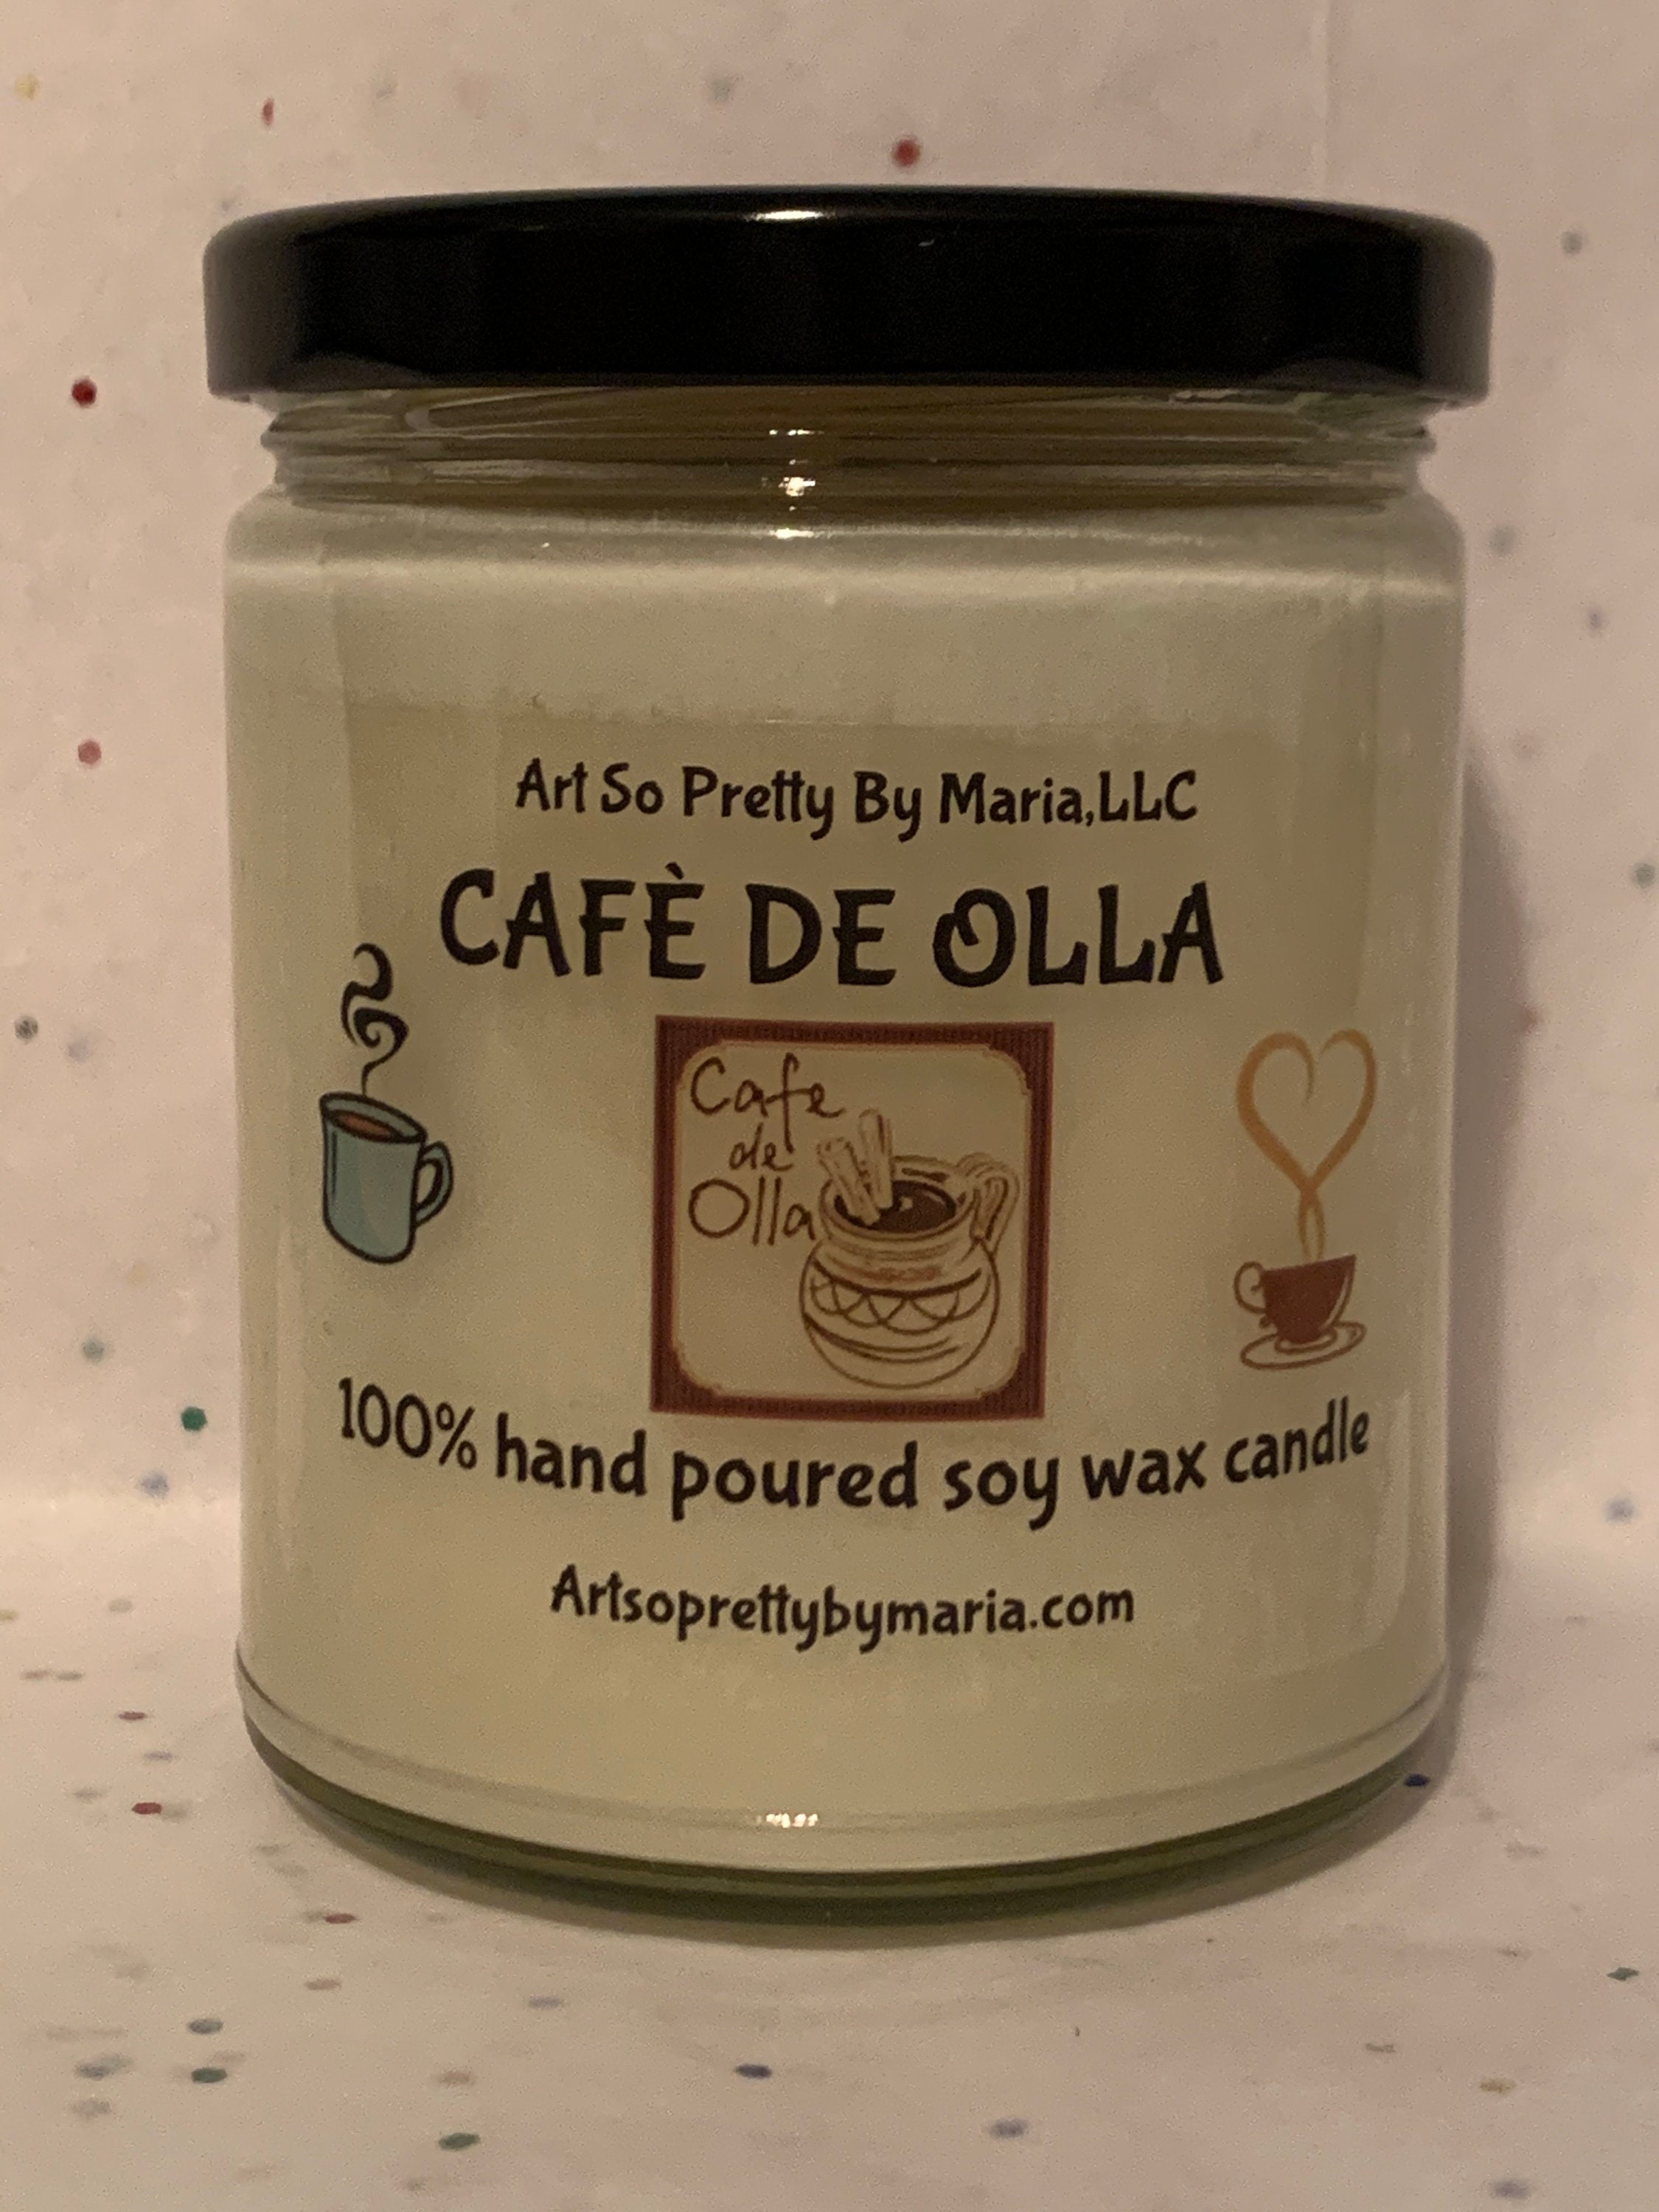 Art So Pretty By Maria,LLC
CAFÈ DE OLLA
Cafe
de
Olla
100% hand poured soy wax candle
Artsoprettybymaria.com